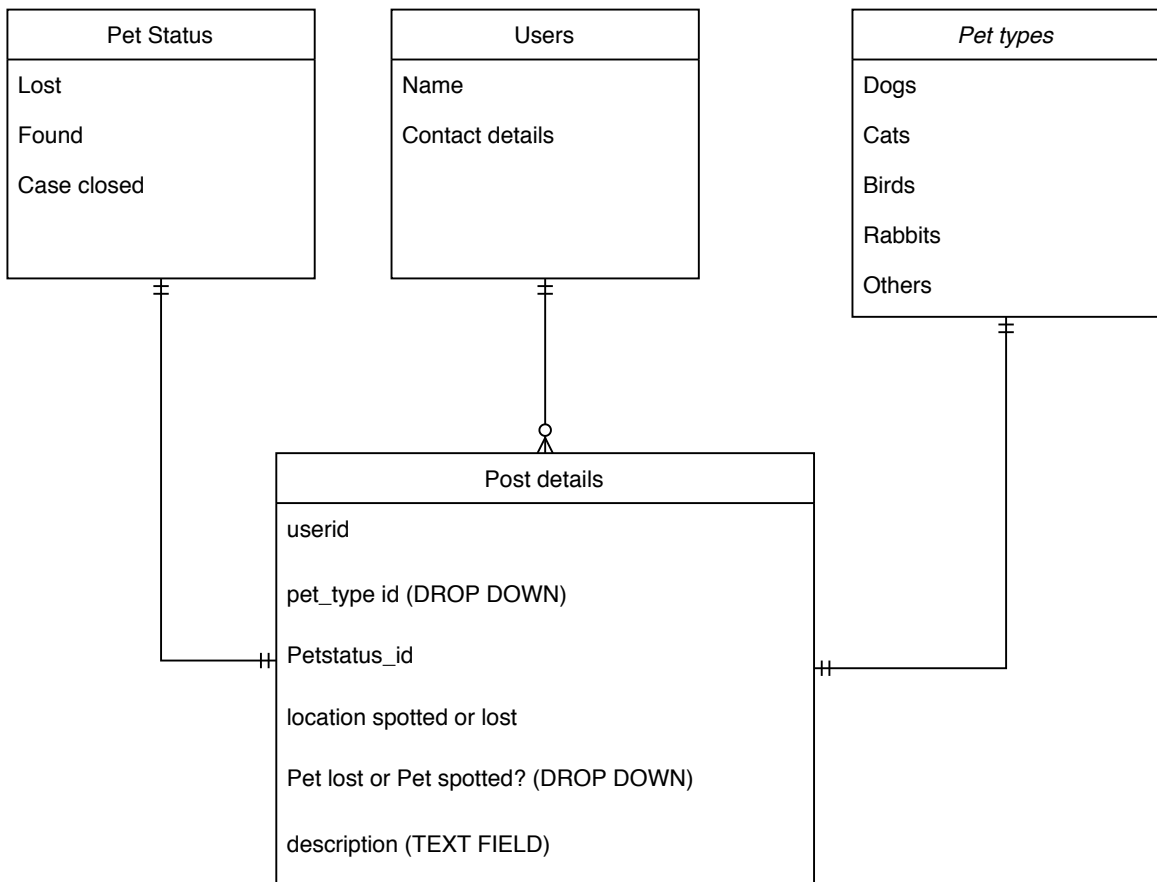 Pet Status
Lost
Found
Case closed
Users
Name
Contact details
Pet types
Dogs
Cats
Birds
Rabbits
Others
Post details
userid
pet_type id (DROP DOWN)
Petstatus_id
location spotted or lost
Pet lost or Pet spotted? (DROP DOWN)
description (TEXT FIELD)